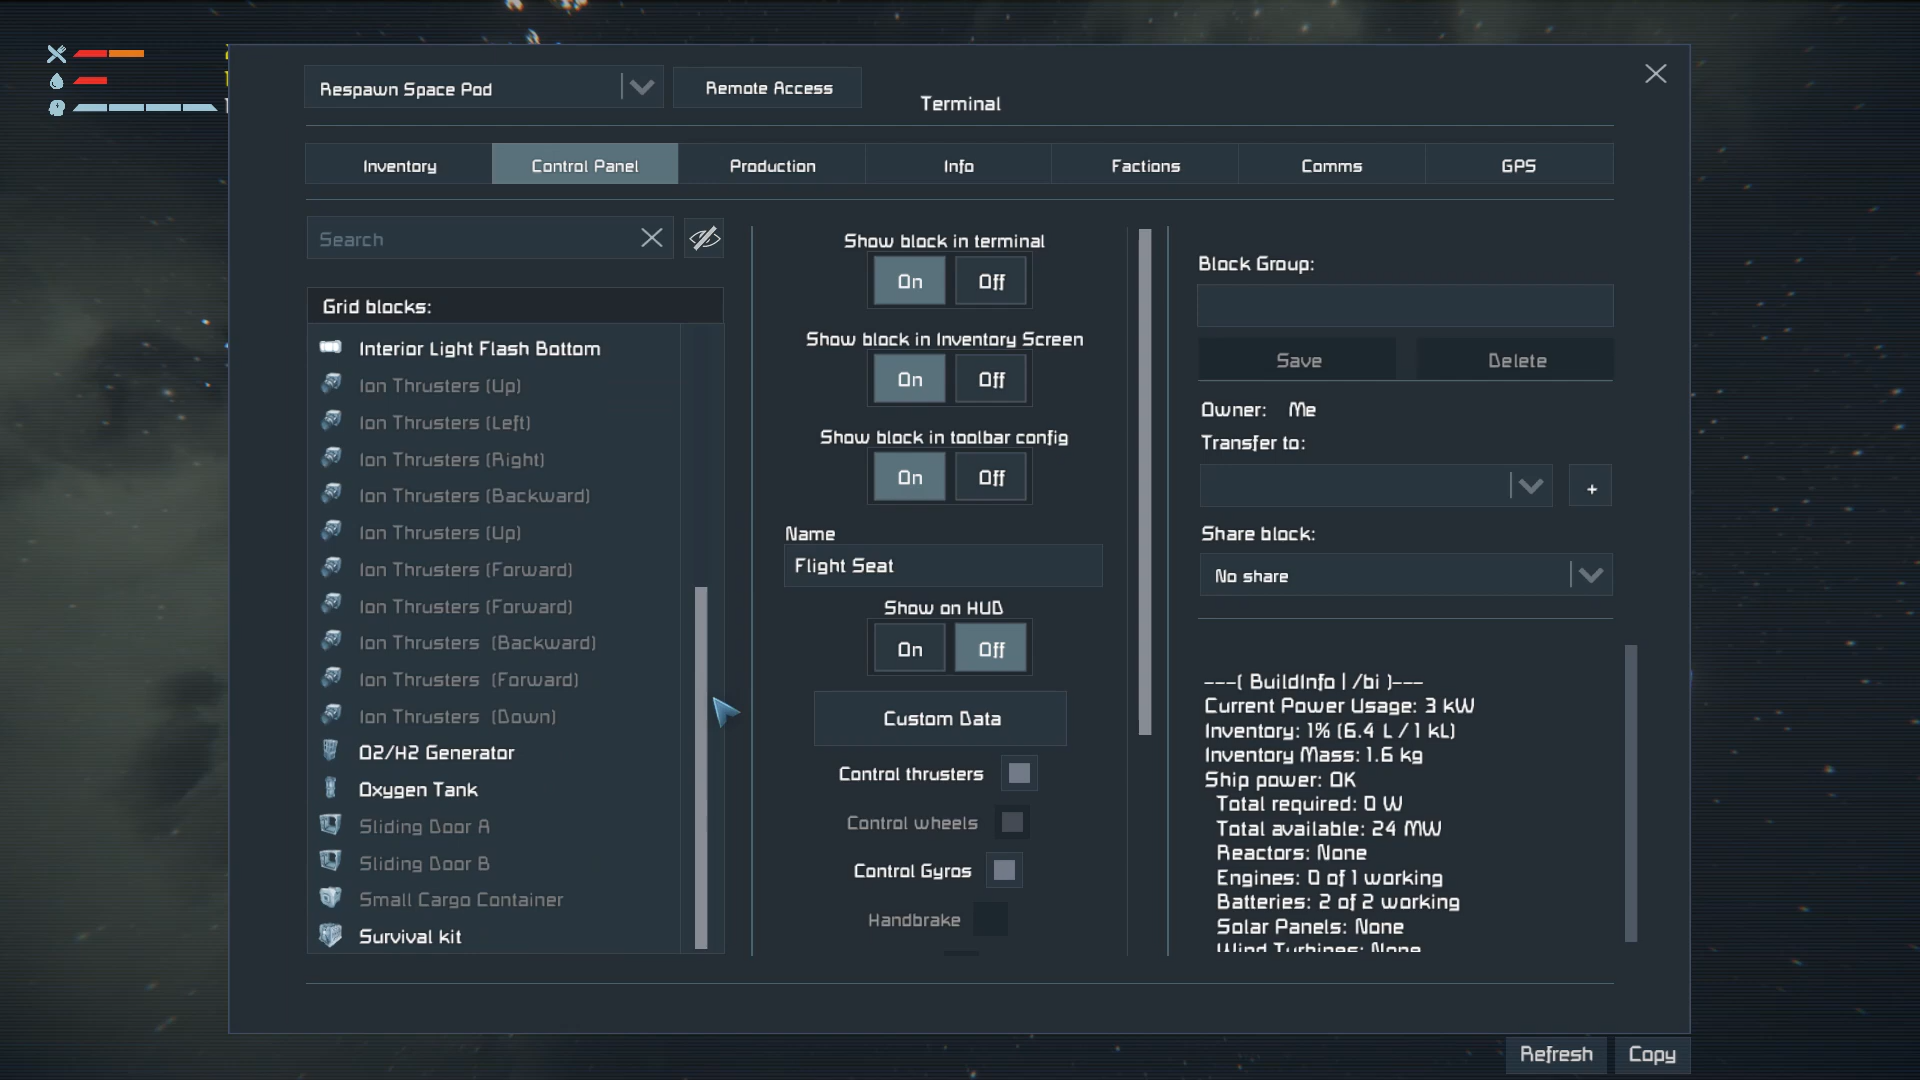 Respawn Space Pod
Remote Access
Terminal
Inventory
Control Panel
Production
Info
Factions
Comms
GPS
Search
Grid blocks:
Interior Light Flash Bottom
Ion Thrusters (Up)
Ion Thrusters (Left)
Ion Thrusters (Right)
Ion Thrusters (Backward)
Ion Thrusters (Up)
Ion Thrusters (Forward)
Ion Thrusters (Forward)
Ion Thrusters (Backward)
Ion Thrusters (Forward)
Ion Thrusters (Down)
O2/H2 Generator
Oxygen Tank
Sliding Door A
Sliding Door B
Small Cargo Container
Survival kit
Show block in terminal
On Off
Show block in Inventory Screen
On Off
Show block in toolbar config
On Off
Name
Flight Seat
Show on HUD
On Off
Custom Data
Control thrusters
Control wheels
Control Gyros
Handbrake
Block Group:
Save Delete
Owner: Me
Transfer to:
+
Share block:
No share
---( BuildInfo | /bi )---
Current Power Usage: 3 kW
Inventory: 1% (6.4 L / 1 kL)
Inventory Mass: 1.6 kg
Ship power: OK
Total required: 0 W
Total available: 24 MW
Reactors: None
Engines: 0 of 1 working
Batteries: 2 of 2 working
Solar Panels: None
Wind Turbines: None
Refresh Copy